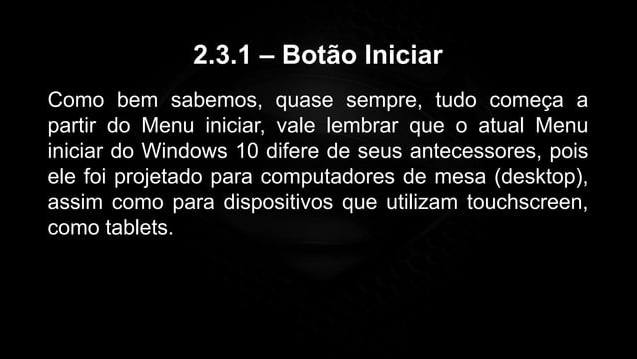 2.3.1 – Botão Iniciar
Como bem sabemos, quase sempre, tudo começa a
partir do Menu iniciar, vale lembrar que o atual Menu
iniciar do Windows 10 difere de seus antecessores, pois
ele foi projetado para computadores de mesa (desktop),
assim como para dispositivos que utilizam touchscreen,
como tablets.